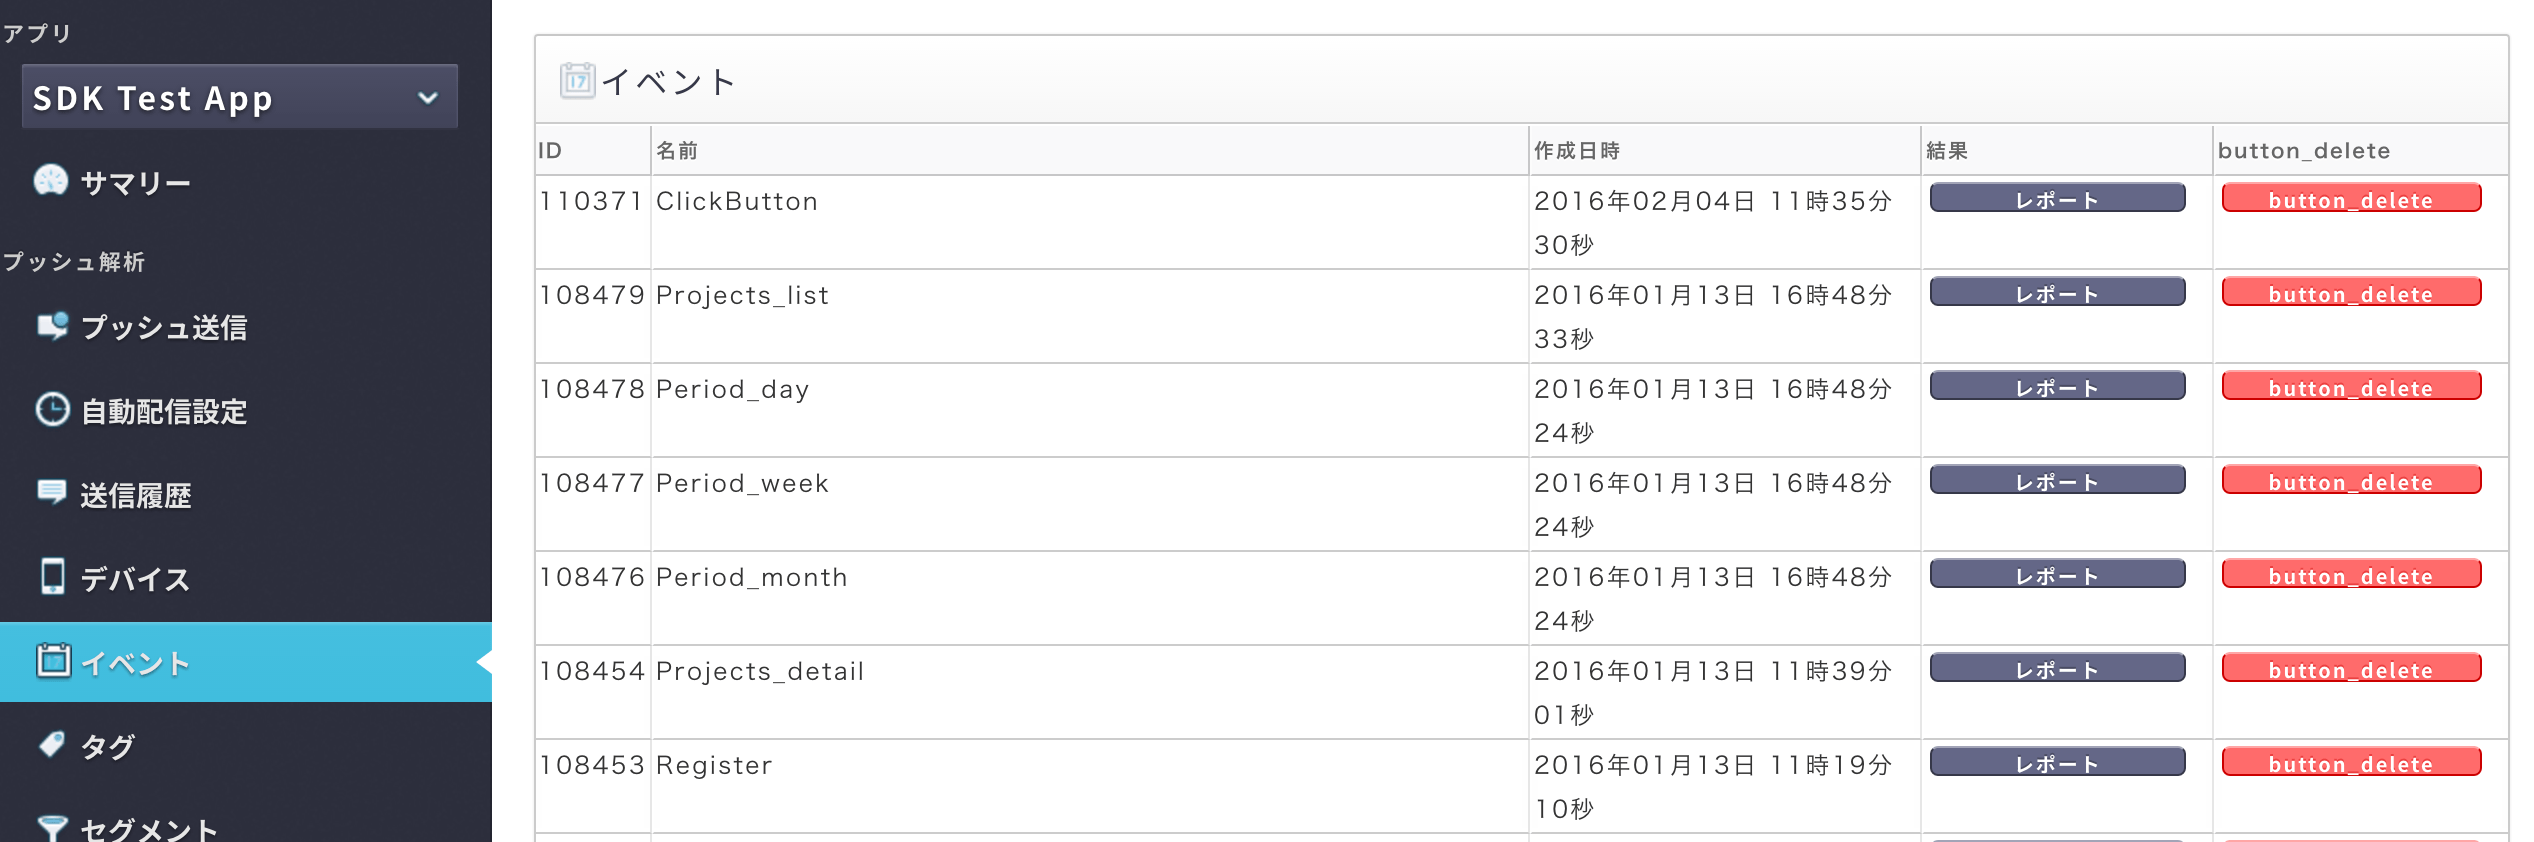 アプリ
SDK Test App
サマリー
プッシュ解析
プッシュ送信
自動配信設定
送信履歴
デバイス
イベント
タグ
セグメント
17 イベント
ID 名前 作成日時 結果 button_delete
110371 ClickButton 2016年02月04日 11時35分 レポート button_delete
30秒
108479 Projects_list 2016年01月13日 16時48分 レポート button_delete
33秒
108478 Period_day 2016年01月13日 16時48分 レポート button_delete
24秒
108477 Period_week 2016年01月13日 16時48分 レポート button_delete
24秒
108476 Period_month 2016年01月13日 16時48分 レポート button_delete
24秒
108454 Projects_detail 2016年01月13日 11時39分 レポート button_delete
01秒
108453 Register 2016年01月13日 11時19分 レポート button_delete
10秒